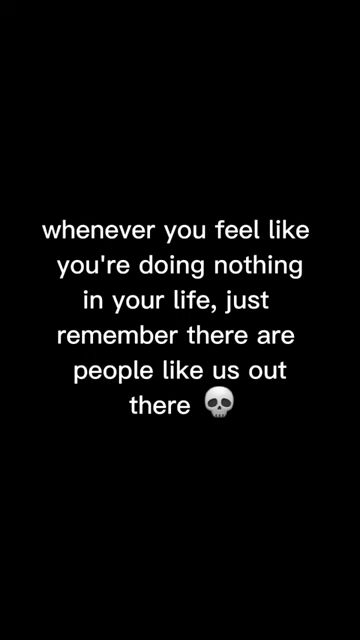 whenever you feel like
you're doing nothing
in your life, just
remember there are
people like us out
there 💀